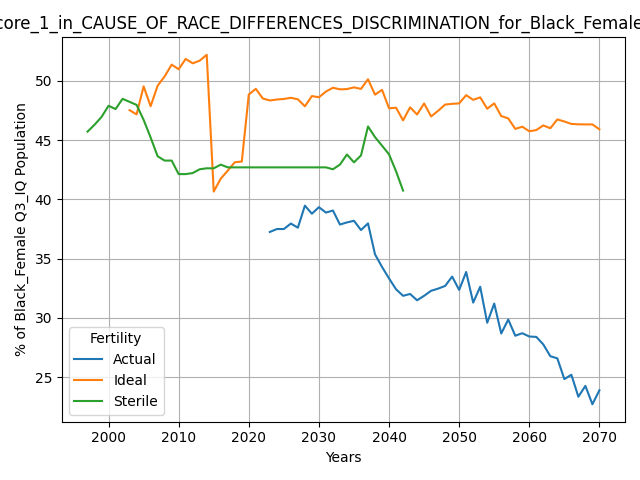 core_1_in_CAUSE_OF_RACE_DIFFERENCES_DISCRIMINATION_for_Black_Female
% of Black_Female Q3_IQ Population
50
45
40
35
30
25
Fertility
Actual
Ideal
Sterile
2000 2010 2020 2030 2040 2050 2060 2070
Years